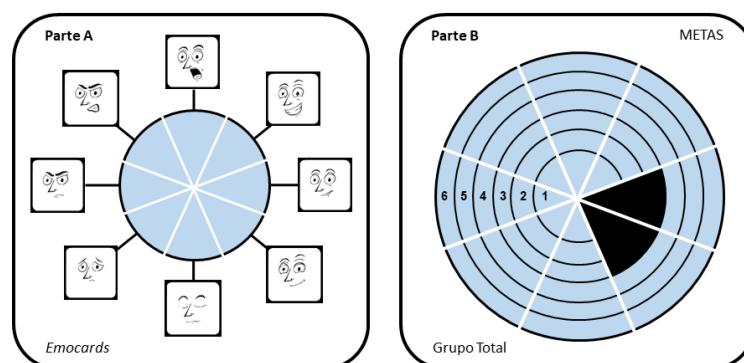 Parte A
Emocards
Parte B
METAS
6 5 4 3 2 1
Grupo Total